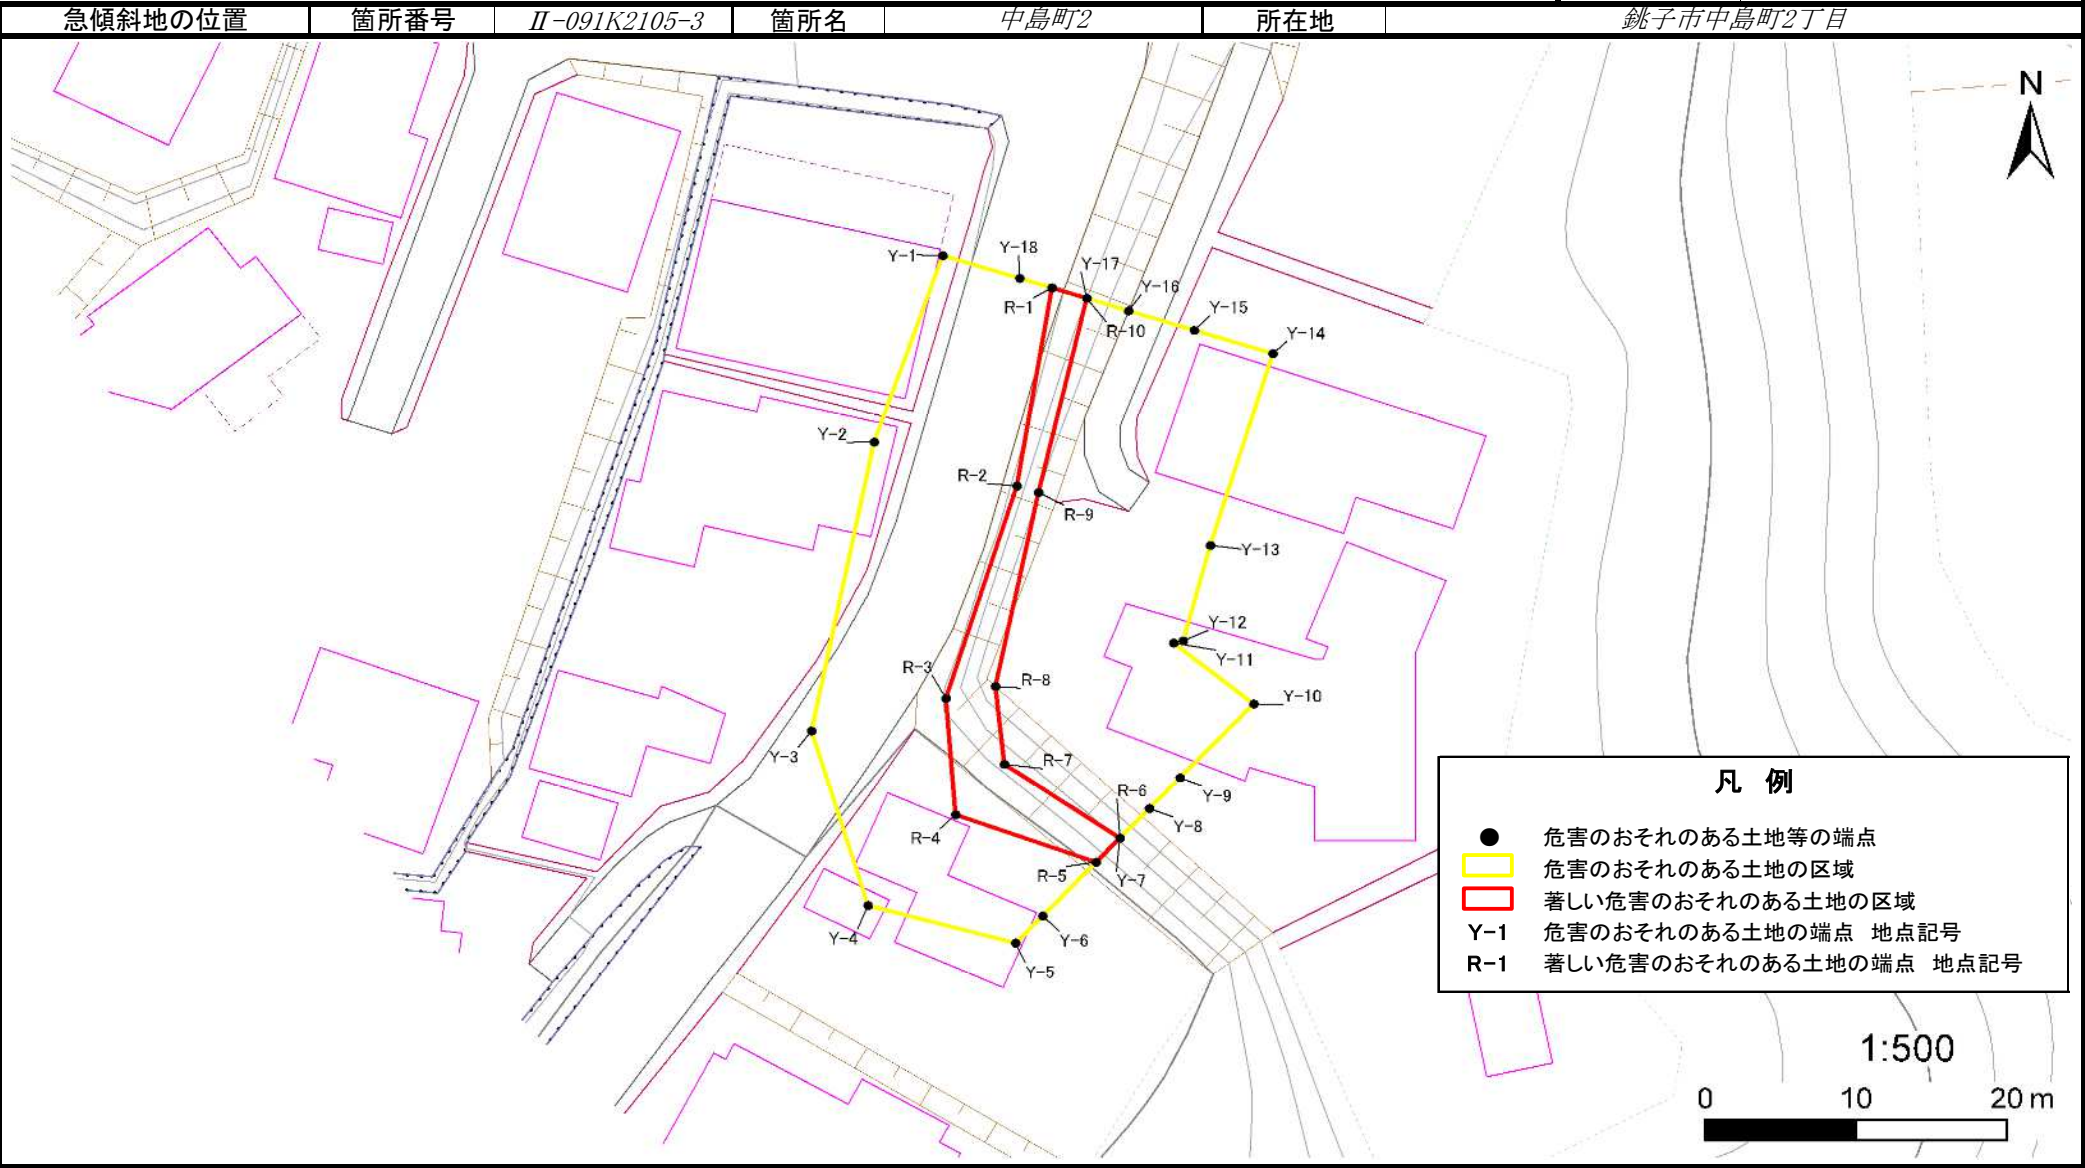 急傾斜地の位置 箇所番号 Ⅱ-091K2105-3 箇所名 中島町2 所在地 銚子市中島町2丁目
N
Y-1
Y-18
Y-17
R-1
Y-16
R-10
Y-15
Y-14
Y-2
R-2
R-9
Y-13
Y-12
Y-11
R-3
R-8
Y-10
Y-3
R-7
R-6
Y-9
Y-8
R-4
R-5
Y-7
Y-4
Y-6
Y-5
凡 例
危害のおそれのある土地等の端点
危害のおそれのある土地の区域
著しい危害のおそれのある土地の区域
Y-1 危害のおそれのある土地の端点 地点記号
R-1 著しい危害のおそれのある土地の端点 地点記号
1:500
0 10 20 m